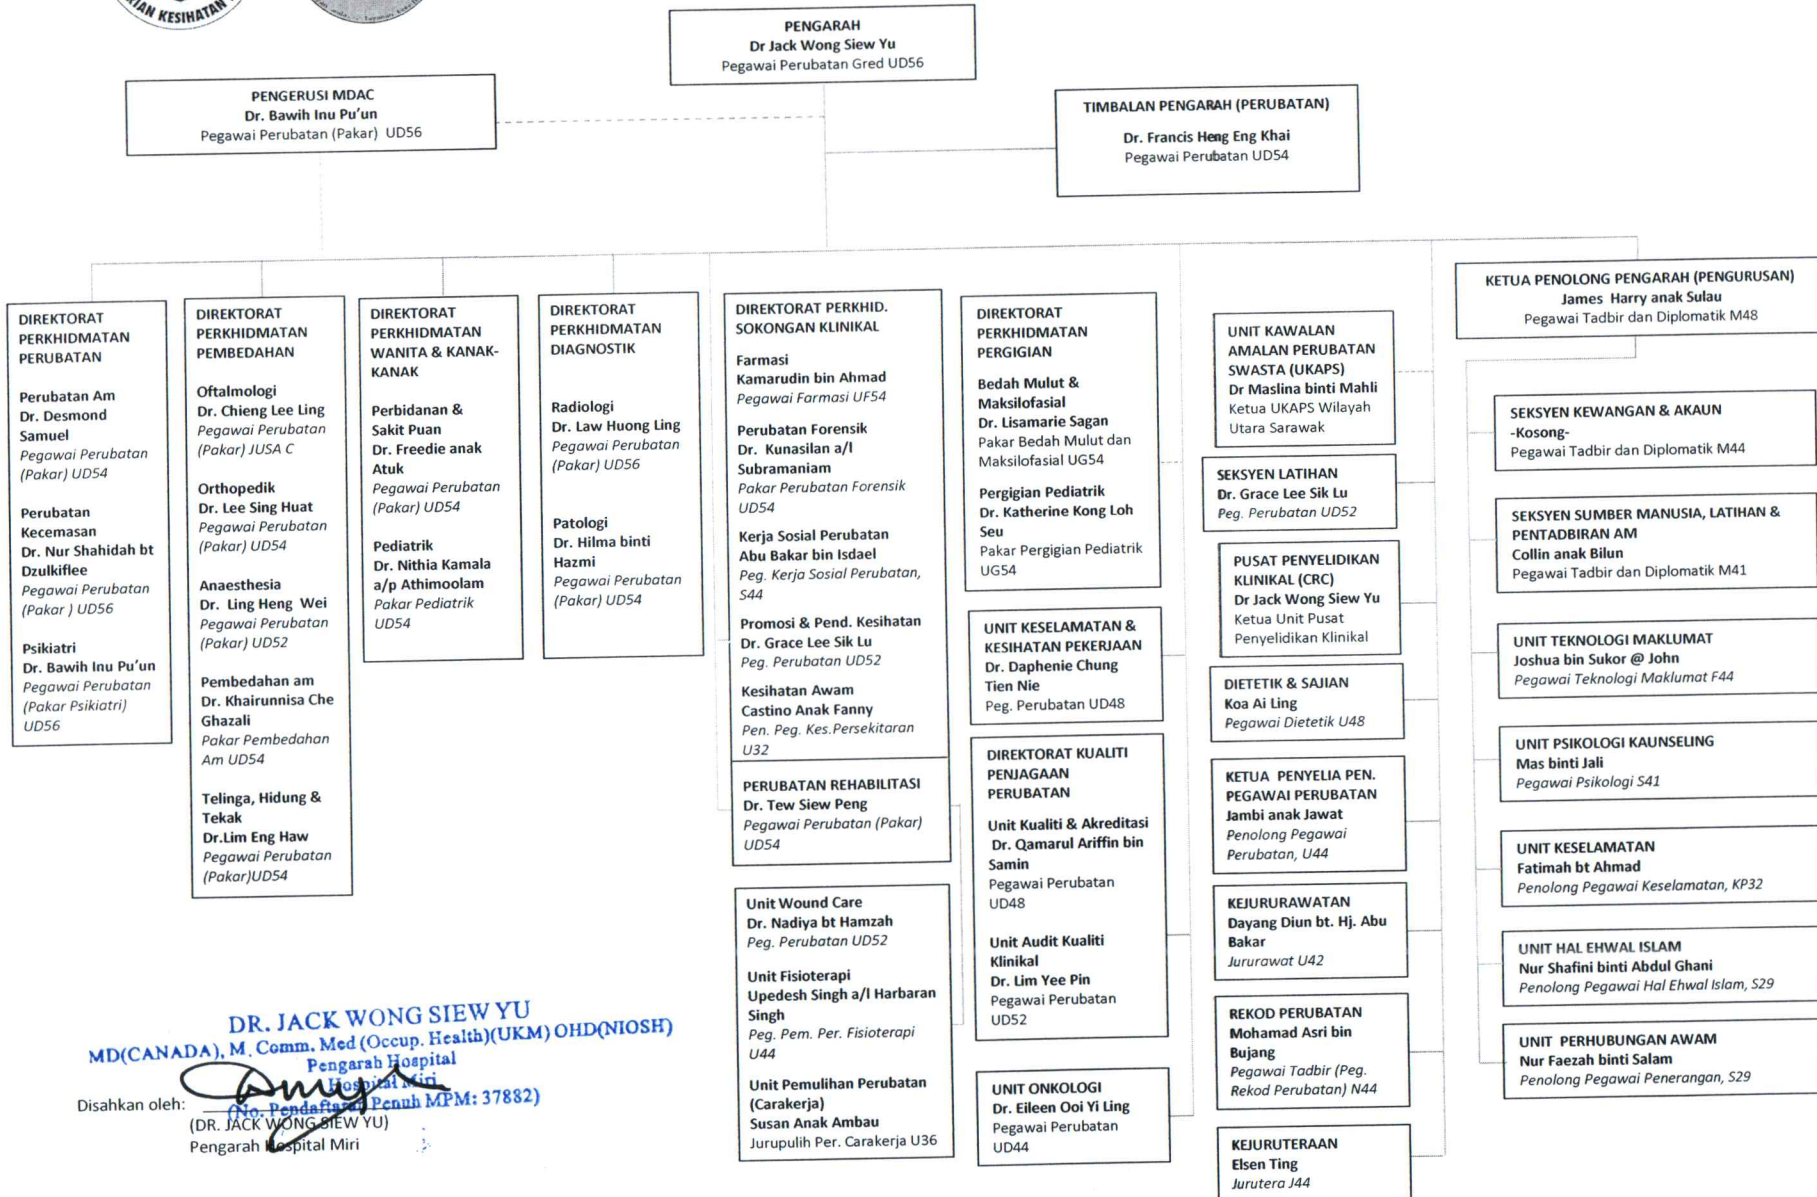 RIAN KESIHATAN
PENGARAH
Dr Jack Wong Siew Yu
Pegawai Perubatan Gred UD56
PENGERUSI MDAC
Dr. Bawih Inu Pu'un
Pegawai Perubatan (Pakar) UD56
TIMBALAN PENGARAH (PERUBATAN)
Dr. Francis Heng Eng Khai
Pegawai Perubatan UD54
DIREKTORAT
PERKHIDMATAN
PERUBATAN
Perubatan Am
Dr. Desmond
Samuel
Pegawai Perubatan
(Pakar) UD54
Perubatan
Kecemasan
Dr. Nur Shahidah bt
Dzulkiflee
Pegawai Perubatan
(Pakar ) UD56
Psikiatri
Dr. Bawih Inu Pu'un
Pegawai Perubatan
(Pakar Psikiatri)
UD56
DIREKTORAT
PERKHIDMATAN
PEMBEDAHAN
Oftalmologi
Dr. Chieng Lee Ling
Pegawai Perubatan
(Pakar) JUSA C
Orthopedik
Dr. Lee Sing Huat
Pegawai Perubatan
(Pakar) UD54
Anaesthesia
Dr. Ling Heng Wei
Pegawai Perubatan
(Pakar) UD52
Pembedahan am
Dr. Khairunnisa Che
Ghazali
Pakar Pembedahan
Am UD54
Telinga, Hidung &
Tekak
Dr.Lim Eng Haw
Pegawai Perubatan
(Pakar)UD54
DIREKTORAT
PERKHIDMATAN
WANITA & KANAK-
KANAK
Perbidanan &
Sakit Puan
Dr. Freedie anak
Atuk
Pegawai Perubatan
(Pakar) UD54
Pediatrik
Dr. Nithia Kamala
a/p Athimoolam
Pakar Pediatrik
UD54
DIREKTORAT
PERKHIDMATAN
DIAGNOSTIK
Radiologi
Dr. Law Huong Ling
Pegawai Perubatan
(Pakar) UD56
Patologi
Dr. Hilma binti
Hazmi
Pegawai Perubatan
(Pakar) UD54
DIREKTORAT PERKHID.
SOKONGAN KLINIKAL
Farmasi
Kamarudin bin Ahmad
Pegawai Farmasi UF54
Perubatan Forensik
Dr. Kunasilan a/l
Subramaniam
Pakar Perubatan Forensik
UD54
Kerja Sosial Perubatan
Abu Bakar bin Isdael
Peg. Kerja Sosial Perubatan,
S44
Promosi & Pend. Kesihatan
Dr. Grace Lee Sik Lu
Peg. Perubatan UD52
Kesihatan Awam
Castino Anak Fanny
Pen. Peg. Kes.Persekitaran
U32
PERUBATAN REHABILITASI
Dr. Tew Siew Peng
Pegawai Perubatan (Pakar)
UD54
Unit Wound Care
Dr. Nadiya bt Hamzah
Peg. Perubatan UD52
Unit Fisioterapi
Upedesh Singh a/l Harbaran
Singh
Peg. Pem. Per. Fisioterapi
U44
Unit Pemulihan Perubatan
(Carakerja)
Susan Anak Ambau
Jurupulih Per. Carakerja U36
DIREKTORAT
PERKHIDMATAN
PERGIGIAN
Bedah Mulut &
Maksilofasial
Dr. Lisamarie Sagan
Pakar Bedah Mulut dan
Maksilofasial UG54
Pergigian Pediatrik
Dr. Katherine Kong Loh
Seu
Pakar Pergigian Pediatrik
UG54
UNIT KESELAMATAN &
KESIHATAN PEKERJAAN
Dr. Daphenie Chung
Tien Nie
Peg. Perubatan UD48
DIREKTORAT KUALITI
PENJAGAAN
PERUBATAN
Unit Kualiti & Akreditasi
Dr. Qamarul Ariffin bin
Samin
Pegawai Perubatan
UD48
Unit Audit Kualiti
Klinikal
Dr. Lim Yee Pin
Pegawai Perubatan
UD52
UNIT ONKOLOGI
Dr. Eileen Ooi Yi Ling
Pegawai Perubatan
UD44
UNIT KAWALAN
AMALAN PERUBATAN
SWASTA (UKAPS)
Dr Maslina binti Mahli
Ketua UKAPS Wilayah
Utara Sarawak
SEKSYEN LATIHAN
Dr. Grace Lee Sik Lu
Peg. Perubatan UD52
PUSAT PENYELIDIKAN
KLINIKAL (CRC)
Dr Jack Wong Siew Yu
Ketua Unit Pusat
Penyelidikan Klinikal
DIETETIK & SAJIAN
Koa Ai Ling
Pegawai Dietetik U48
KETUA PENYELIA PEN.
PEGAWAI PERUBATAN
Jambi anak Jawat
Penolong Pegawai
Perubatan, U44
KEJURURAWATAN
Dayang Diun bt. Hj. Abu
Bakar
Jururawat U42
REKOD PERUBATAN
Mohamad Asri bin
Bujang
Pegawai Tadbir (Peg.
Rekod Perubatan) N44
KEJURUTERAAN
Elsen Ting
Jurutera J44
KETUA PENOLONG PENGARAH (PENGURUSAN)
James Harry anak Sulau
Pegawai Tadbir dan Diplomatik M48
SEKSYEN KEWANGAN & AKAUN
-Kosong-
Pegawai Tadbir dan Diplomatik M44
SEKSYEN SUMBER MANUSIA, LATIHAN &
PENTADBIRAN AM
Collin anak Bilun
Pegawai Tadbir dan Diplomatik M41
UNIT TEKNOLOGI MAKLUMAT
Joshua bin Sukor @ John
Pegawai Teknologi Maklumat F44
UNIT PSIKOLOGI KAUNSELING
Mas binti Jali
Pegawai Psikologi S41
UNIT KESELAMATAN
Fatimah bt Ahmad
Penolong Pegawai Keselamatan, KP32
UNIT HAL EHWAL ISLAM
Nur Shafini binti Abdul Ghani
Penolong Pegawai Hal Ehwal Islam, S29
UNIT PERHUBUNGAN AWAM
Nur Faezah binti Salam
Penolong Pegawai Penerangan, S29
DR. JACK WONG SIEW YU
MD(CANADA), M. Comm. Med (Occup. Health)(UKM) OHD(NIOSH)
Pengarah Hospital
Hospital Miri
(No. Pendaftaran Penuh MPM: 37882)
Disahkan oleh:
(DR. JACK WONG SIEW YU)
Pengarah Hospital Miri